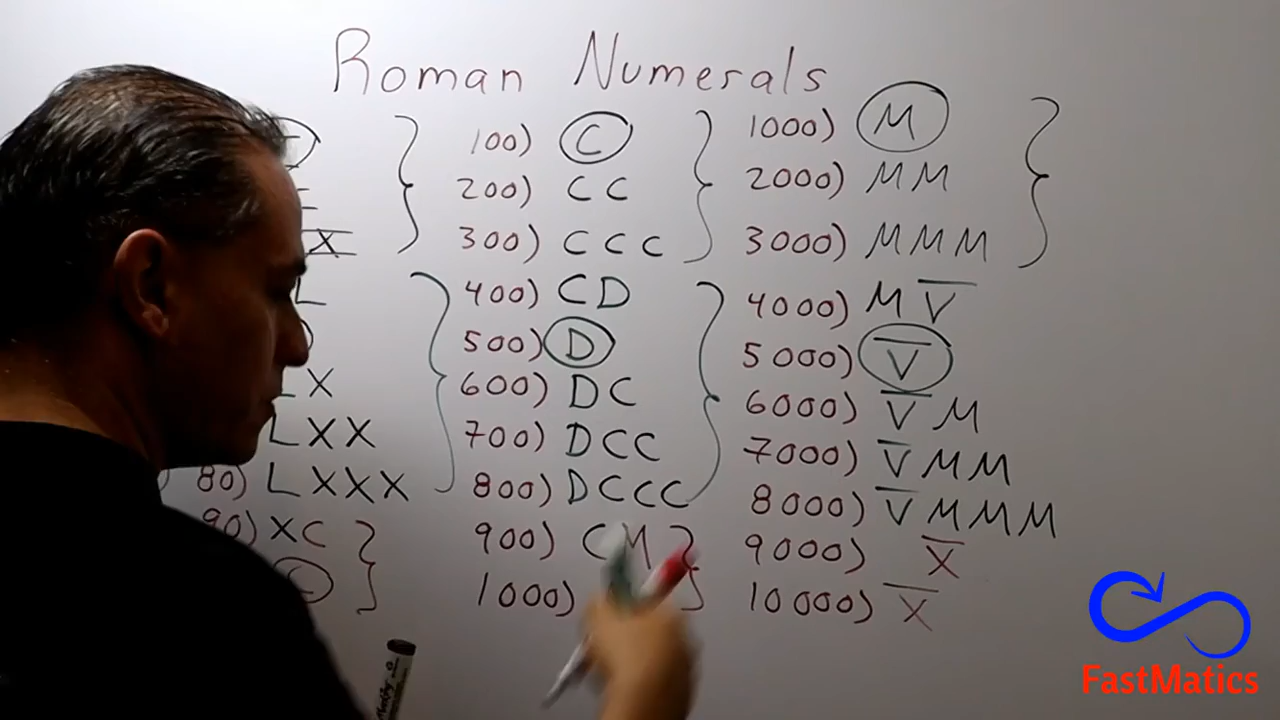 Roman Numerals
X
L
LX
LXX
80) LXXX
90) XC
C
100) C
200) CC
300) CCC
400) CD
500) D
600) DC
700) DCC
800) DCCC
900) CM
1000)
1000) M
2000) MM
3000) MMM
4000) MV̅
5000) V̅
6000) V̅M
7000) V̅MM
8000) V̅MMM
9000) X̅
10000) X̅
FastMatics